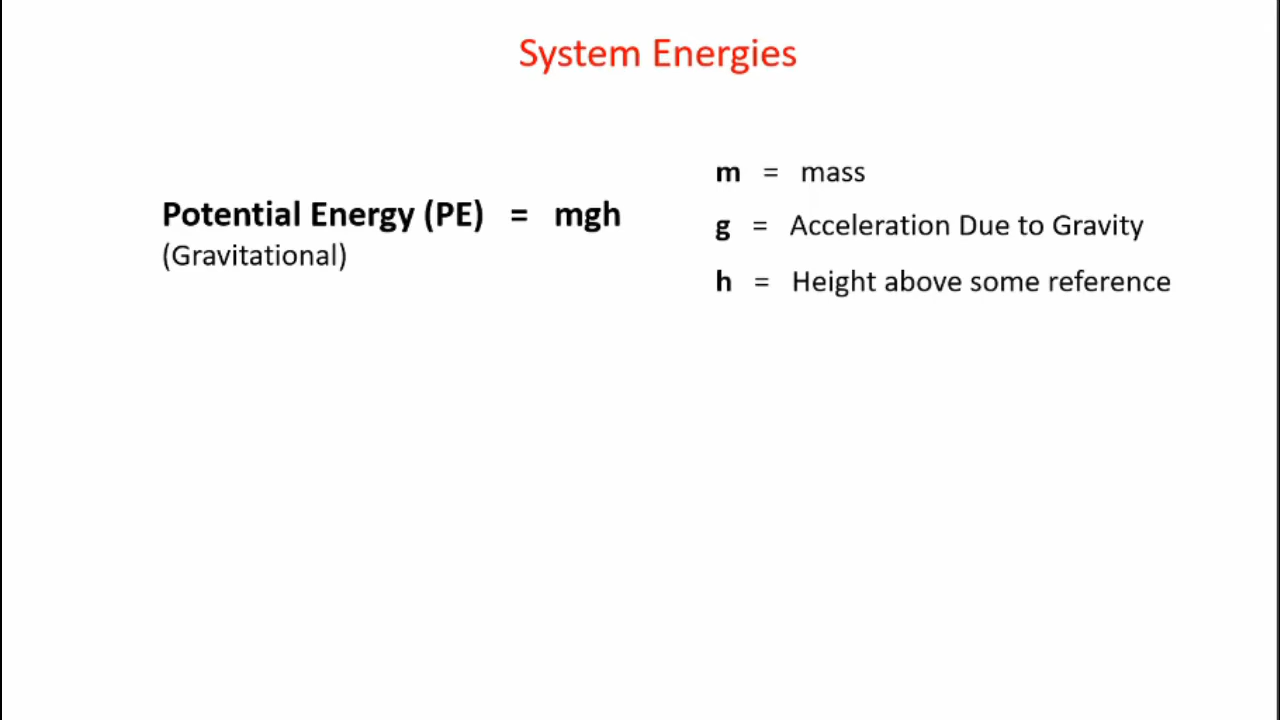 System Energies
Potential Energy (PE) = mgh
(Gravitational)
m = mass
g = Acceleration Due to Gravity
h = Height above some reference